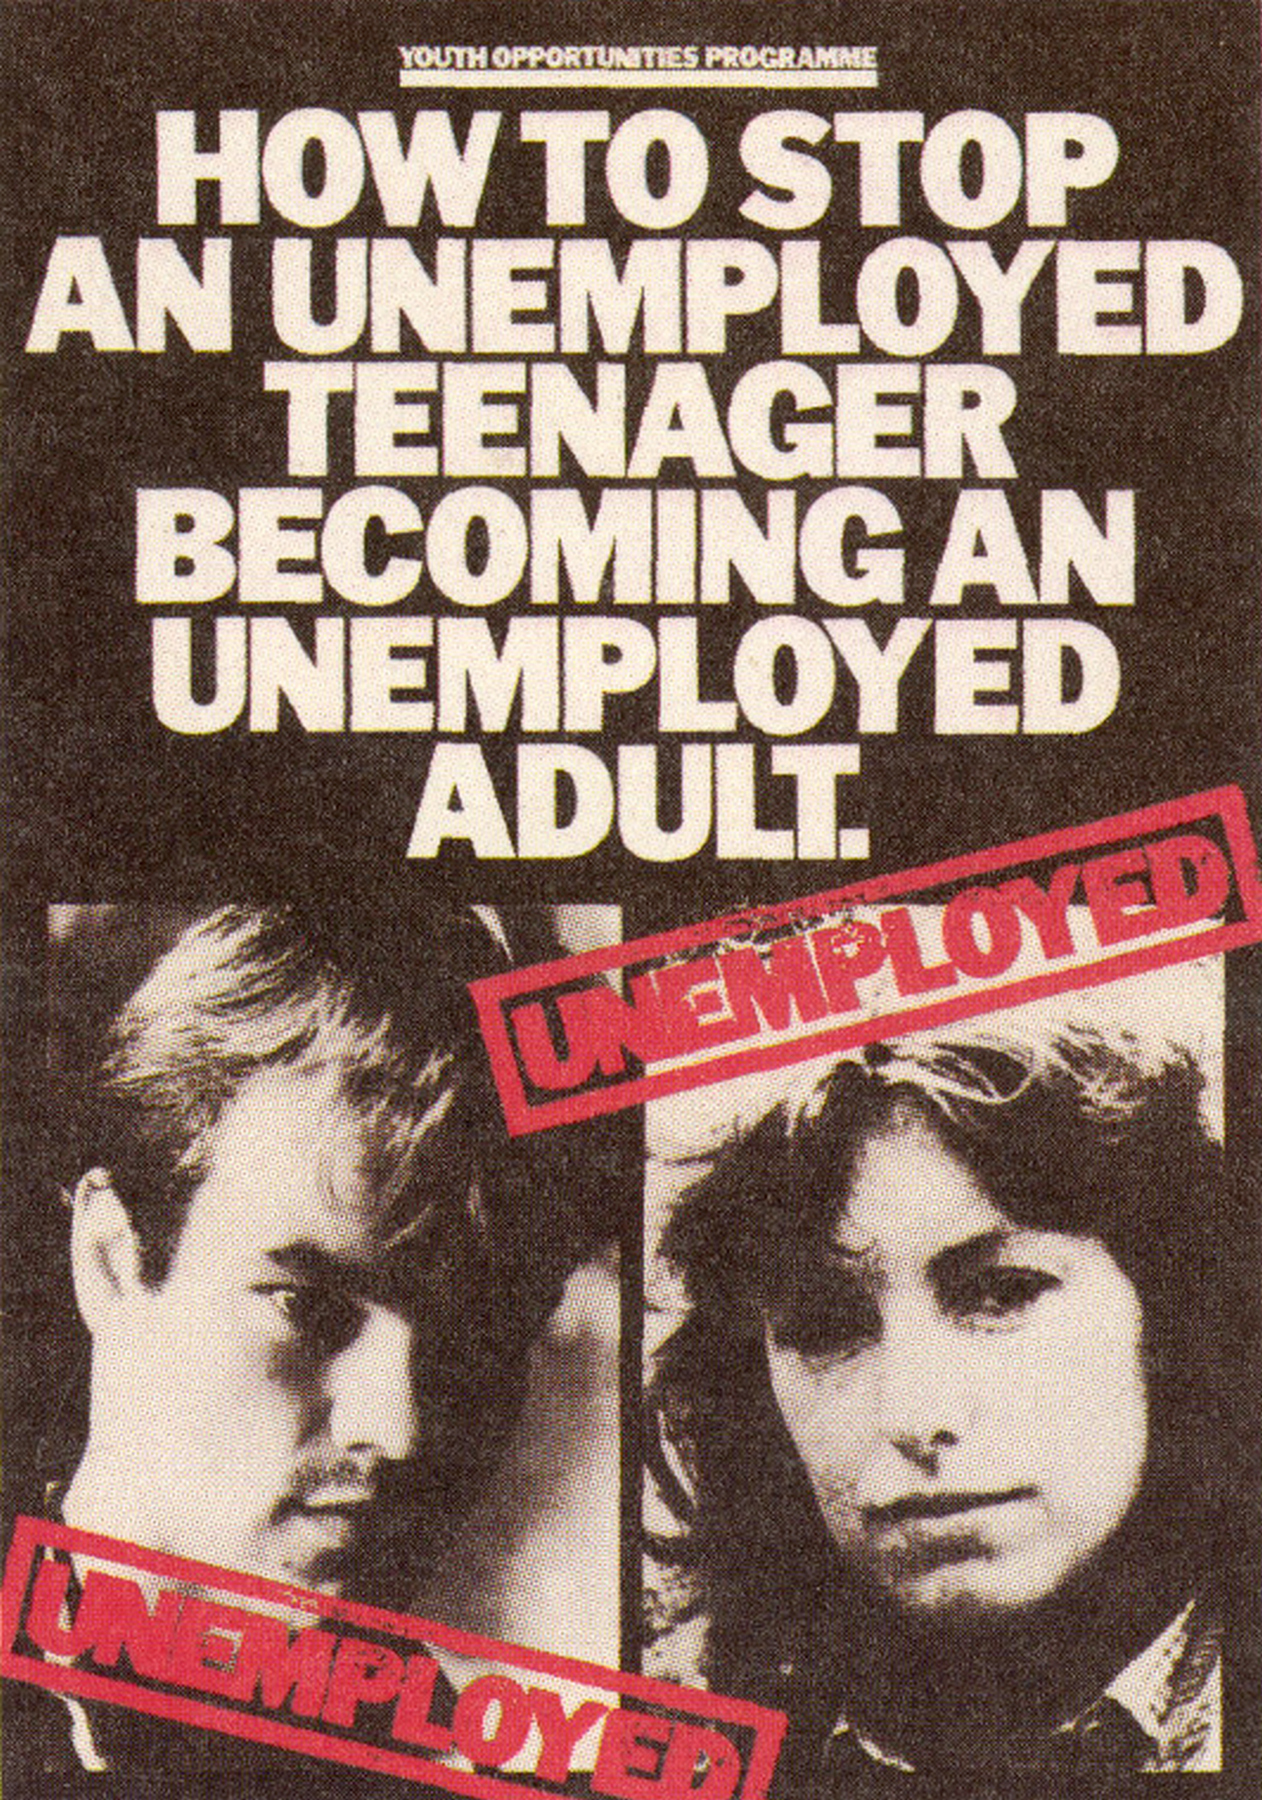 YOUTH OPPORTUNITIES PROGRAMME
HOW TO STOP
AN UNEMPLOYED
TEENAGER
BECOMING AN
UNEMPLOYED
ADULT.
UNEMPLOYED
UNEMPLOYED